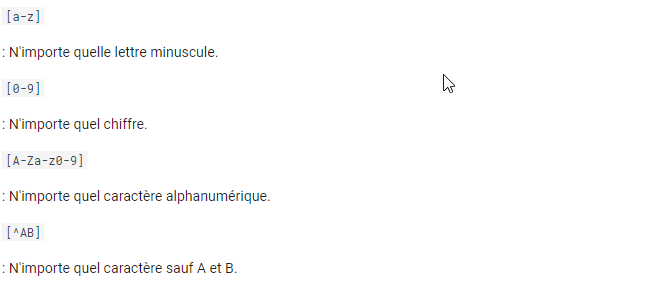 [a-z]
: N'importe quelle lettre minuscule.
[0-9]
: N'importe quel chiffre.
[A-Za-z0-9]
: N'importe quel caractère alphanumérique.
[^AB]
: N'importe quel caractère sauf A et B.